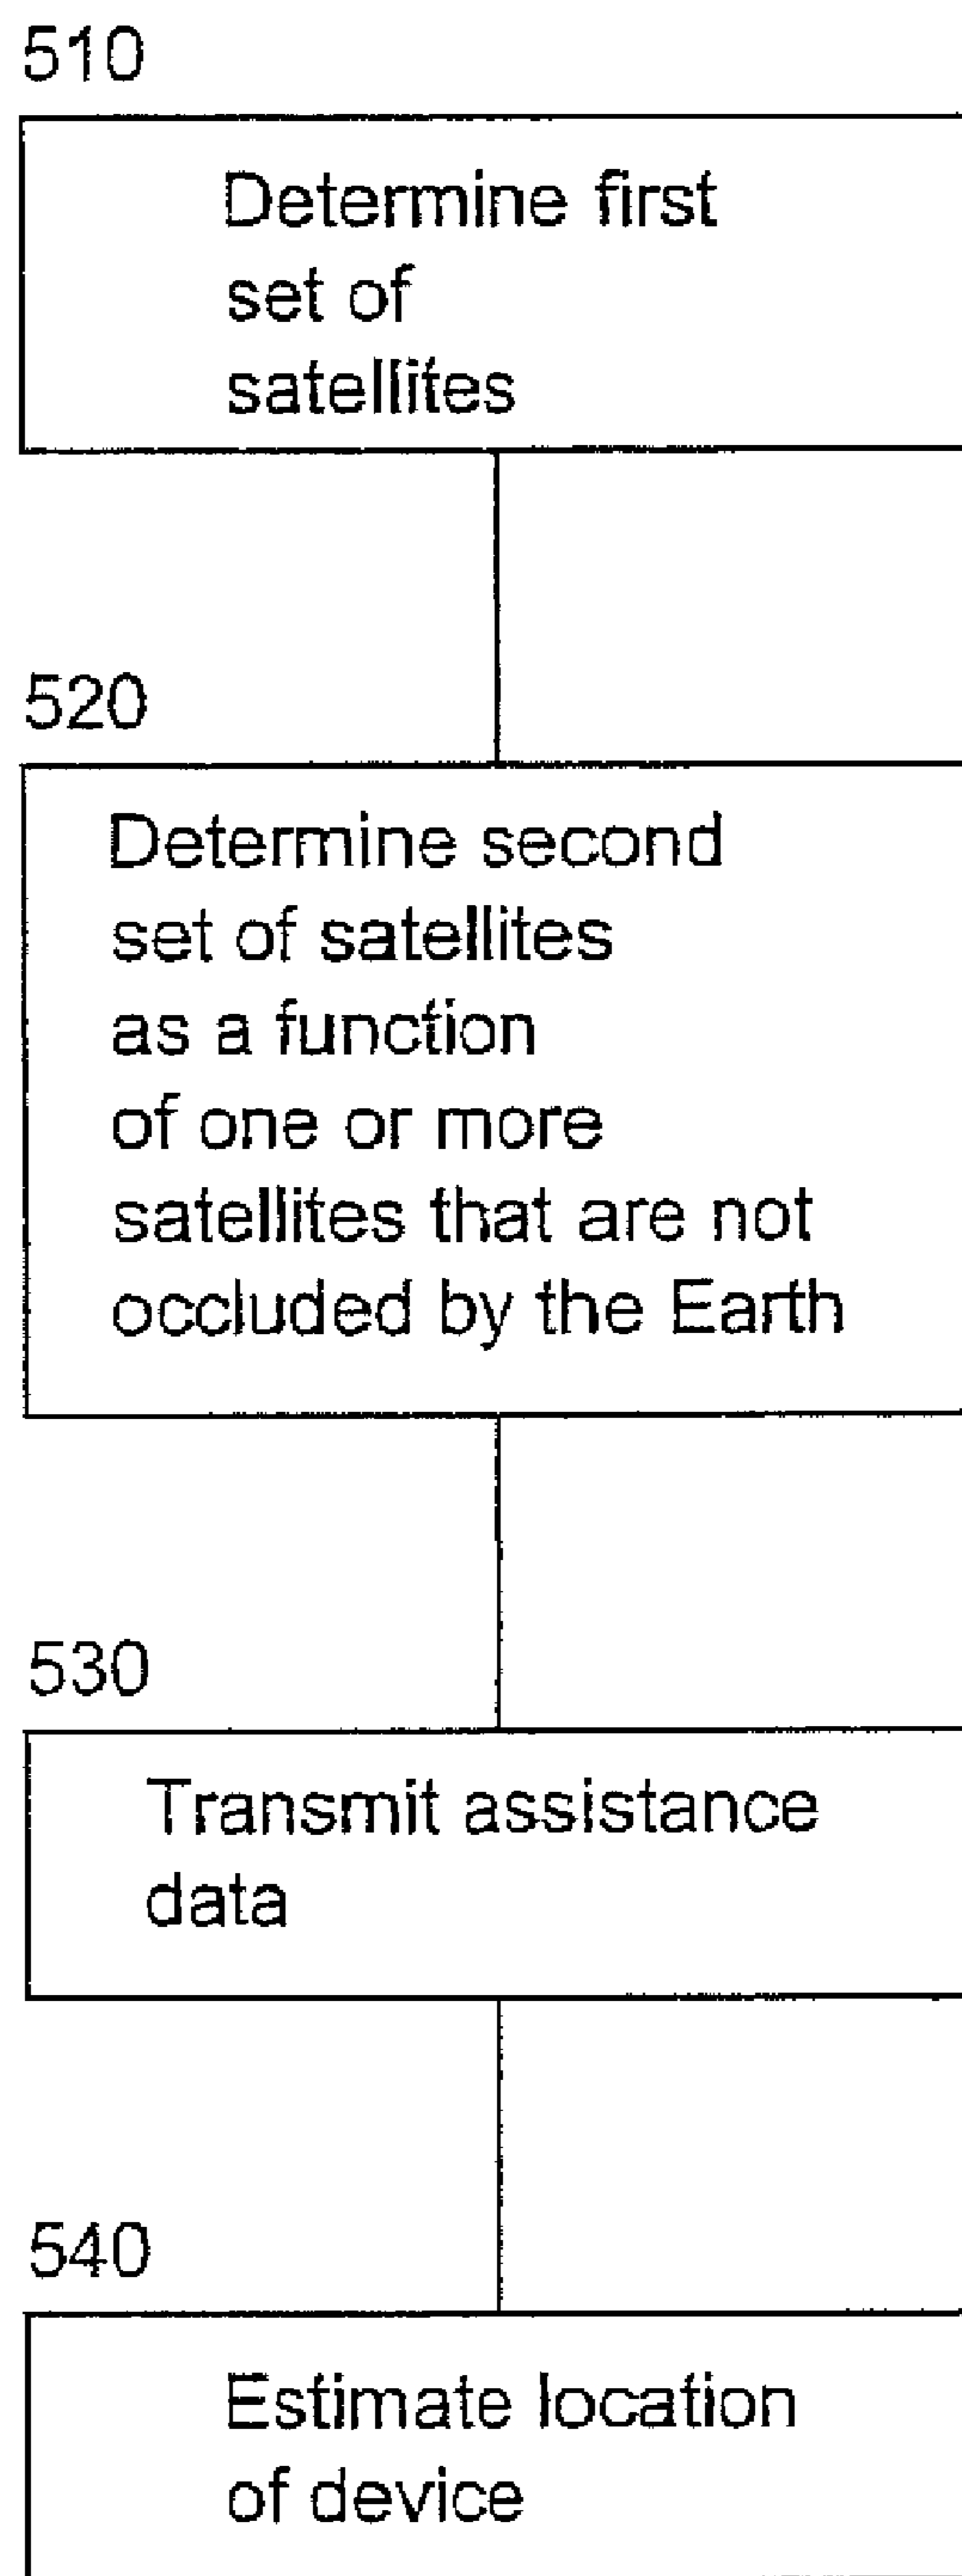 510
Determine first
set of
satellites
520
Determine second
set of satellites
as a function
of one or more
satellites that are not
occluded by the Earth
530
Transmit assistance
data
540
Estimate location
of device